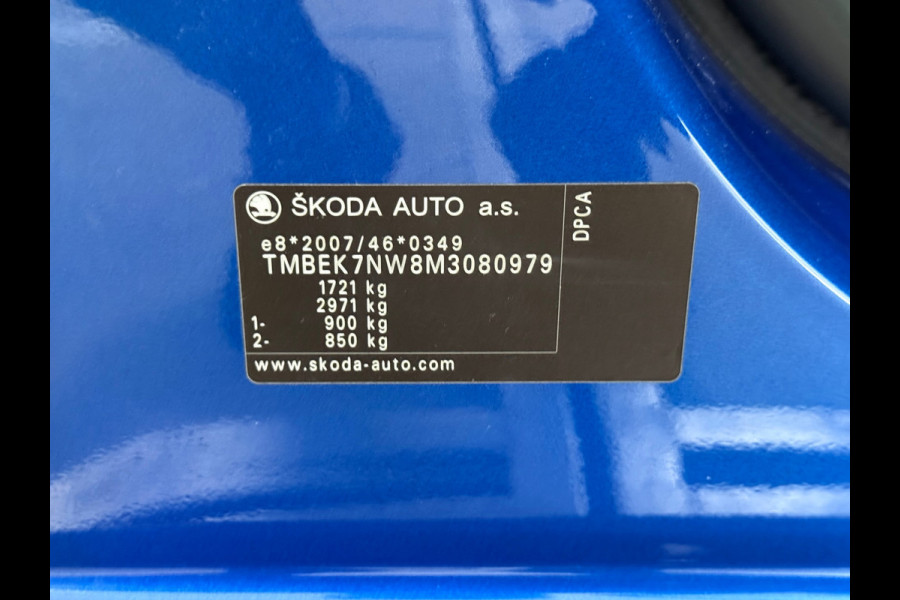 ŠKODA AUTO a.s.
e8*2007/46*0349
TMBEK7NW8M3080979
1721 kg
2971 kg
1- 900 kg
2- 850 kg
www.skoda-auto.com
DPCA